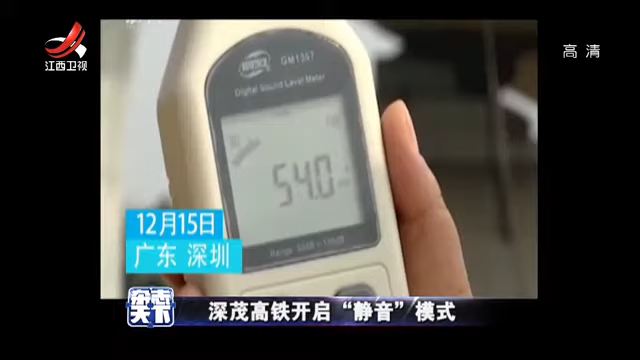 江西卫视
高清
BENETECH
GM1357
Digital Sound Level Meter
54.0
12月15日
广东 深圳
深茂高铁开启“静音”模式